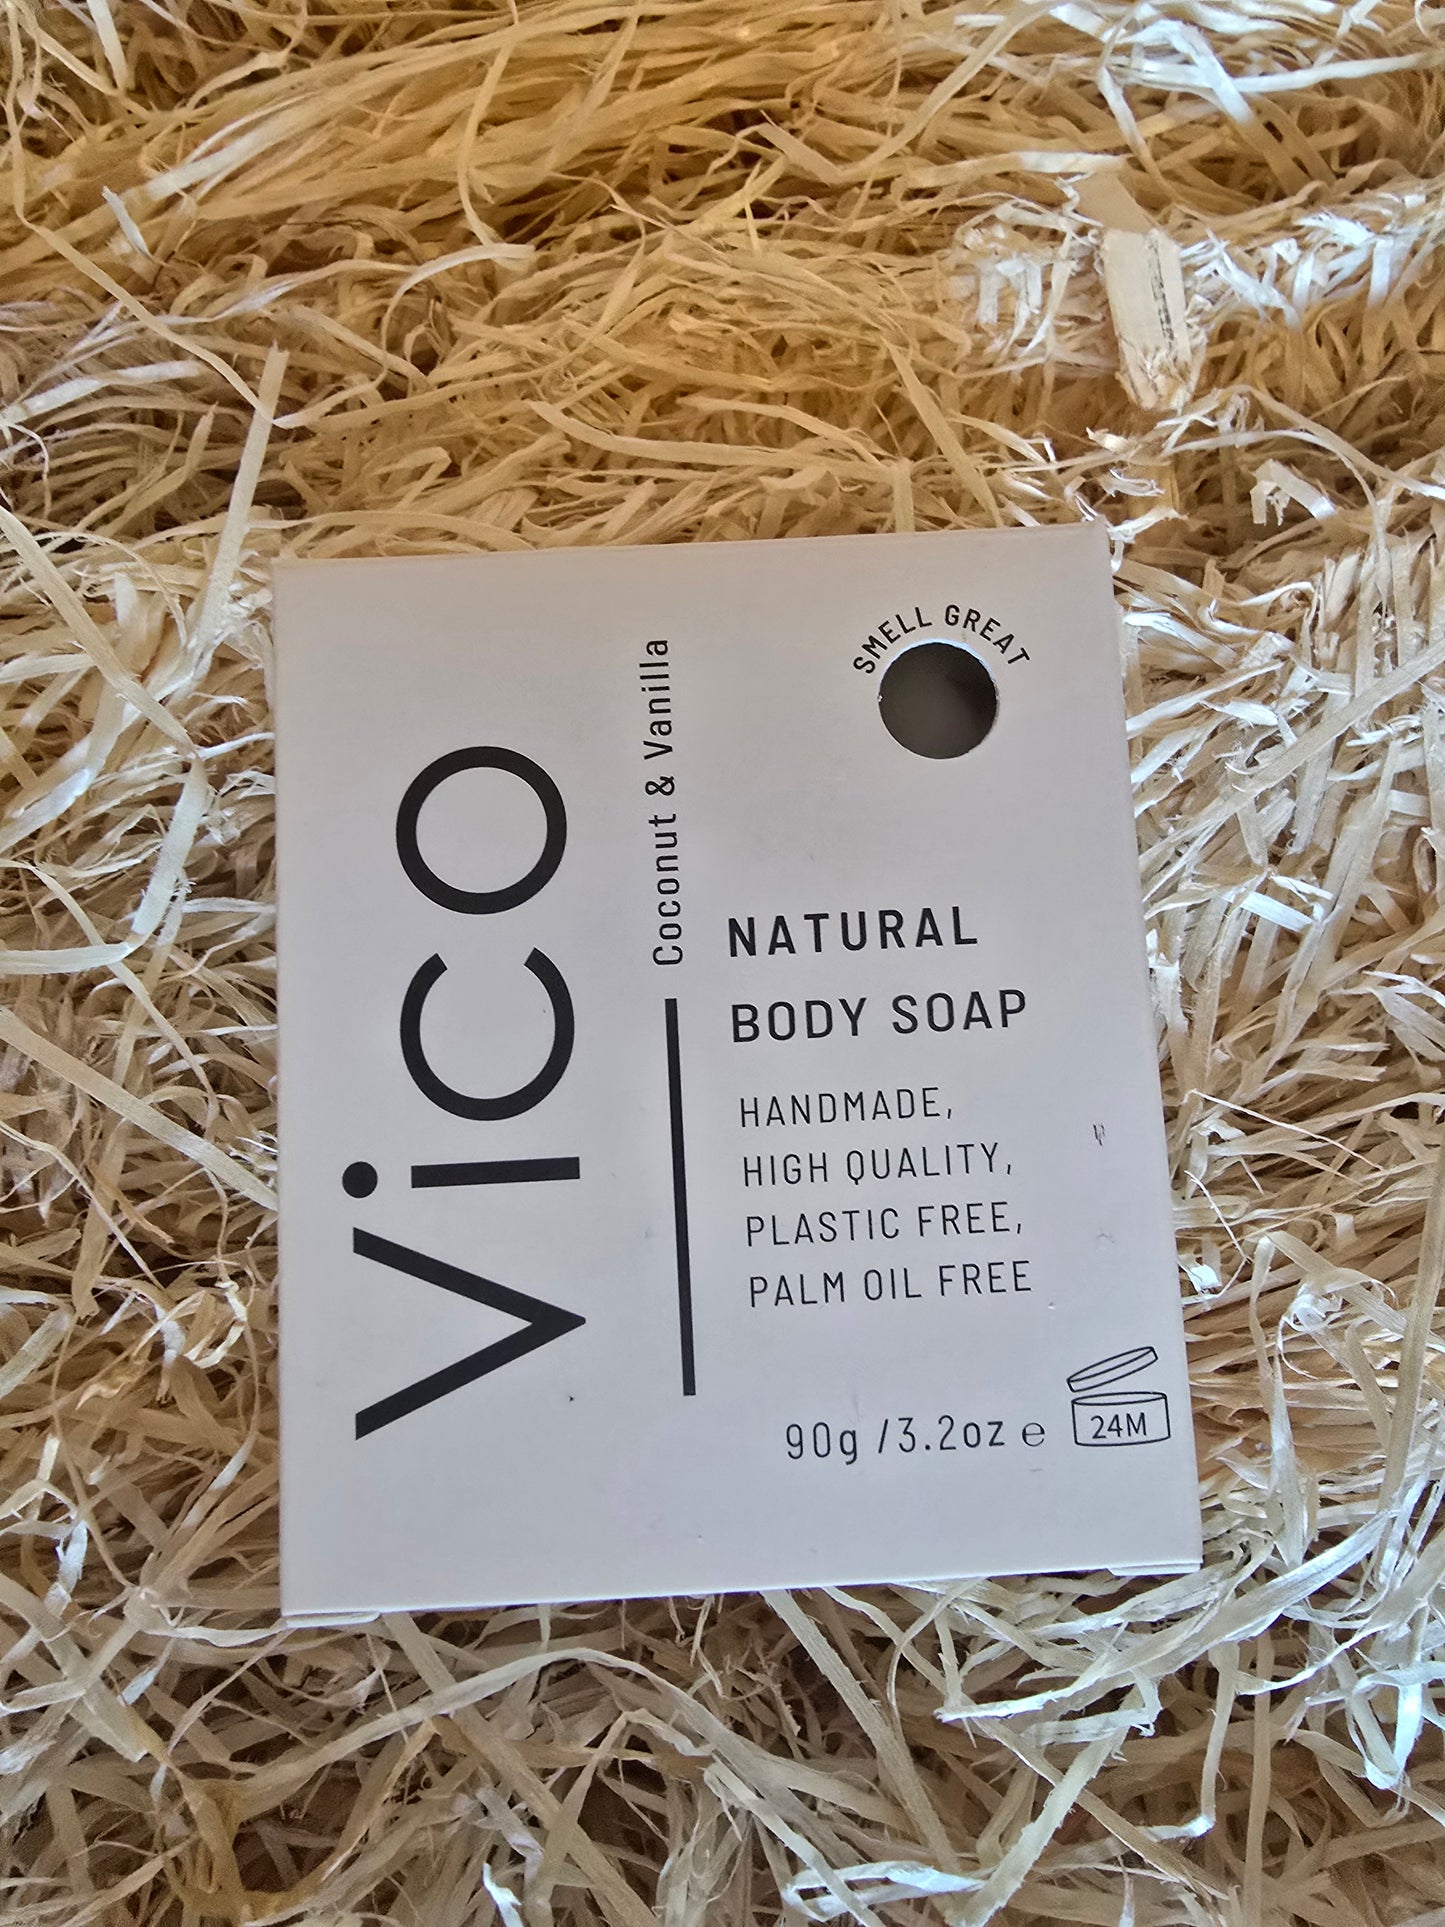 Vico
Coconut & Vanilla
SMELL GREAT
NATURAL
BODY SOAP
HANDMADE,
HIGH QUALITY,
PLASTIC FREE,
PALM OIL FREE
90g /3.2oz ℮
24M